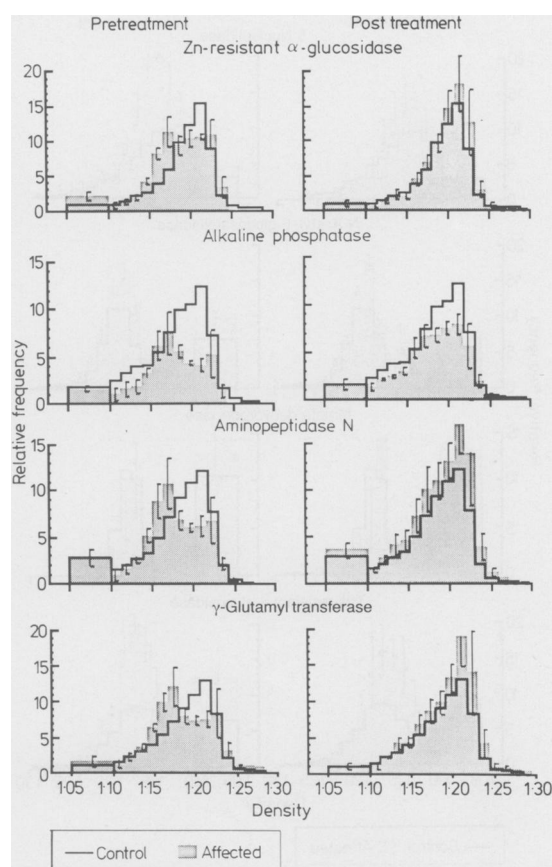 Pretreatment Post treatment
Zn-resistant α-glucosidase
20
15
10
5
0
Alkaline phosphatase
15
10
5
0
Aminopeptidase N
15
10
5
0
γ-Glutamyl transferase
20
15
10
5
0
Relative frequency
1·05 1·10 1·15 1·20 1·25 1·30 1·05 1·10 1·15 1·20 1·25 1·30
Density
Control Affected